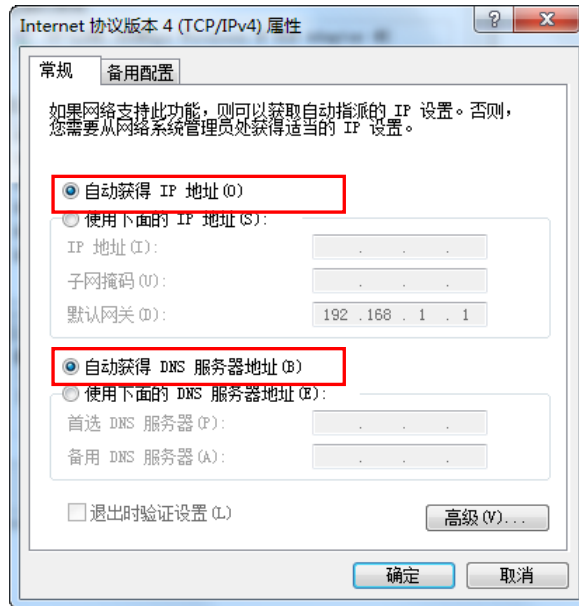 Internet 协议版本 4 (TCP/IPv4) 属性
?
常规
备用配置
如果网络支持此功能，则可以获取自动指派的 IP 设置。否则，
您需要从网络系统管理员处获得适当的 IP 设置。
自动获得 IP 地址(O)
使用下面的 IP 地址(S):
IP 地址(I):
子网掩码(U):
默认网关(D):
192 .168 . 1 . 1
自动获得 DNS 服务器地址(B)
使用下面的 DNS 服务器地址(E):
首选 DNS 服务器(P):
备用 DNS 服务器(A):
退出时验证设置(L)
高级(V)...
确定
取消